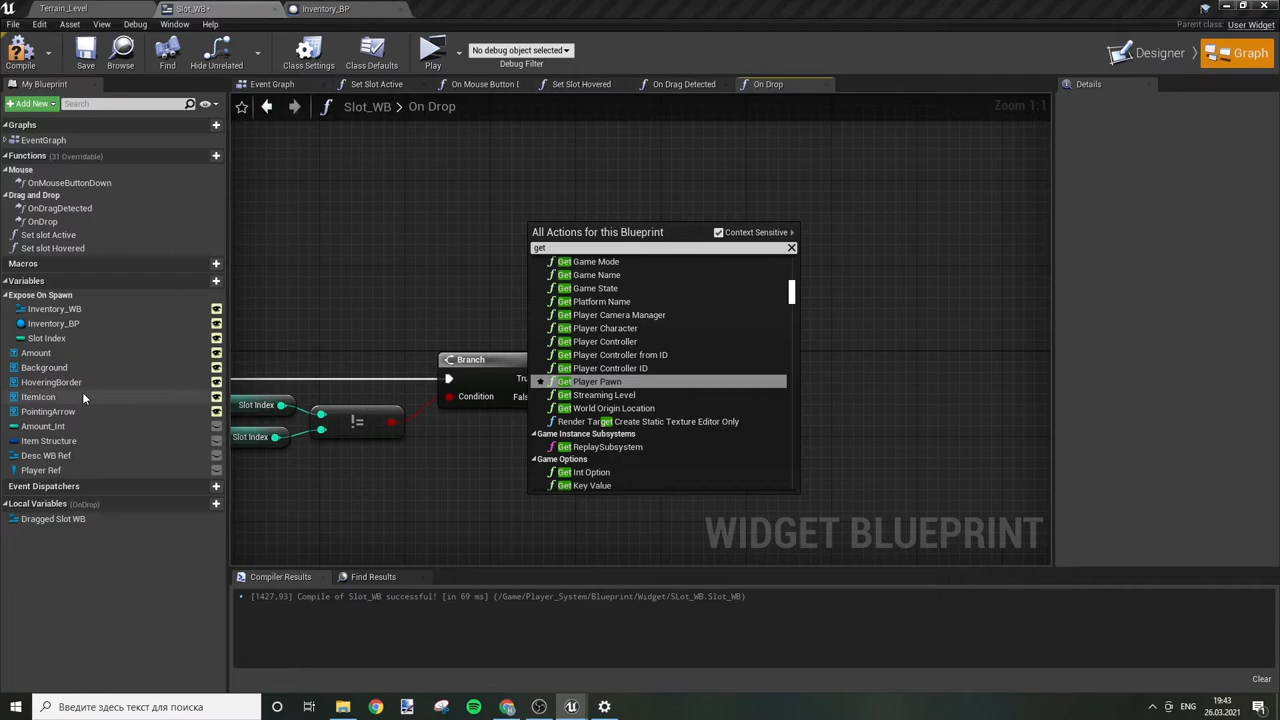 Terrain_Level
Slot_WB*
Inventory_BP
File
Edit
Asset
View
Debug
Window
Help
Parent class:
User Widget
Compile
Save
Browse
Find
Hide Unrelated
Class Settings
Class Defaults
Play
No debug object selected
Debug Filter
Designer
Graph
My Blueprint
Event Graph
Set Slot Active
On Mouse Button I
Set Slot Hovered
On Drag Detected
On Drop
Details
Add New
Search
Slot_WB
On Drop
Zoom 1:1
Graphs
EventGraph
Functions (31 Overridable)
Mouse
OnMouseButtonDown
Drag and Drop
OnDragDetected
OnDrop
Set slot Active
Set slot Hovered
Macros
Variables
Expose On Spawn
Inventory_WB
Inventory_BP
Slot Index
Amount
Background
HoveringBorder
ItemIcon
PointingArrow
Amount_Int
Item Structure
Desc WB Ref
Player Ref
Event Dispatchers
Local Variables (OnDrop)
Dragged Slot WB
Branch
Tru
Condition
Fals
Slot Index
Slot Index
!=
All Actions for this Blueprint
Context Sensitive
get
Get Game Mode
Get Game Name
Get Game State
Get Platform Name
Get Player Camera Manager
Get Player Character
Get Player Controller
Get Player Controller from ID
Get Player Controller ID
Get Player Pawn
Get Streaming Level
Get World Origin Location
Render Target Create Static Texture Editor Only
Game Instance Subsystems
Get ReplaySubsystem
Game Options
Get Int Option
Get Key Value
WIDGET BLUEPRINT
Compiler Results
Find Results
[1427.93] Compile of Slot_WB successful! [in 69 ms] (/Game/Player_System/Blueprint/Widget/SLot_WB.Slot_WB)
Clear
Введите здесь текст для поиска
19:43
26.03.2021